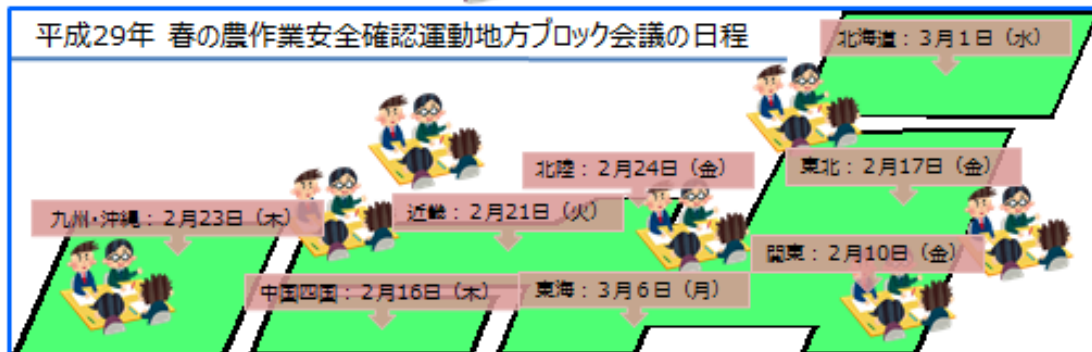 平成29年 春の農作業安全確認運動地方ブロック会議の日程
北海道：3月1日（水）
北陸：2月24日（金）
東北：2月17日（金）
九州・沖縄：2月23日（木）
近畿：2月21日（火）
関東：2月10日（金）
中国四国：2月16日（木）
東海：3月6日（月）